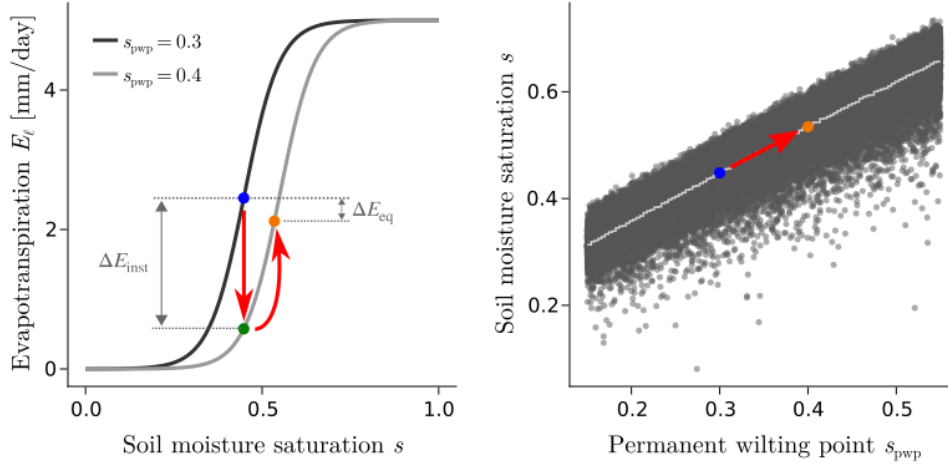 Evapotranspiration Eℓ [mm/day]
4
2
0
s_pwp = 0.3
s_pwp = 0.4
ΔE_inst
ΔE_eq
0.0
0.5
1.0
Soil moisture saturation s
Soil moisture saturation s
0.6
0.4
0.2
0.2
0.3
0.4
0.5
Permanent wilting point s_pwp